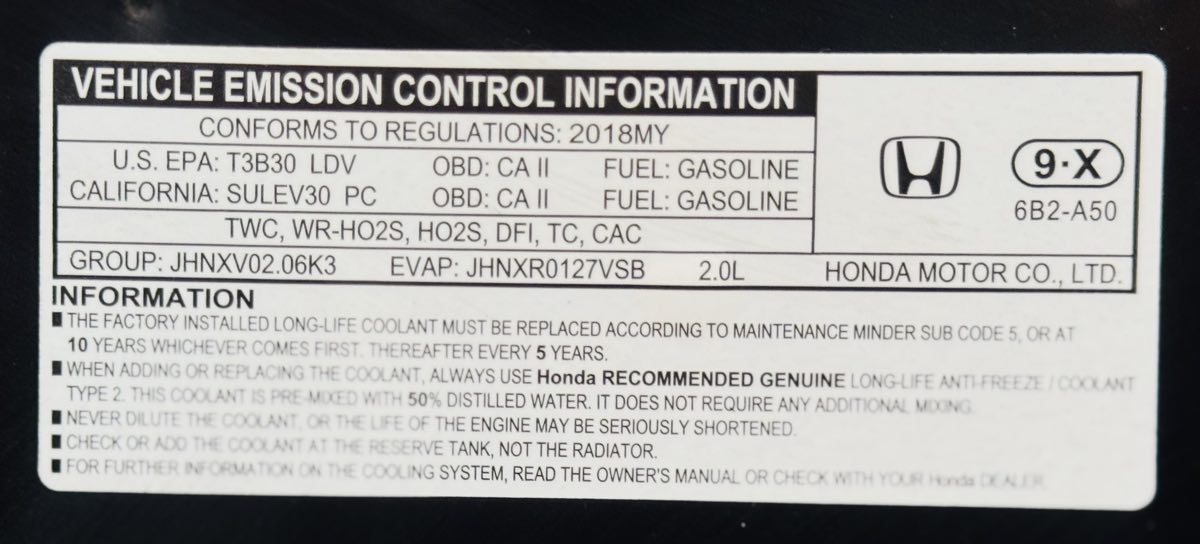 VEHICLE EMISSION CONTROL INFORMATION
CONFORMS TO REGULATIONS: 2018MY
U.S. EPA: T3B30 LDV OBD: CA II FUEL: GASOLINE
CALIFORNIA: SULEV30 PC OBD: CA II FUEL: GASOLINE
TWC, WR-HO2S, HO2S, DFI, TC, CAC
9·X
6B2-A50
GROUP: JHNXV02.06K3 EVAP: JHNXR0127VSB 2.0L HONDA MOTOR CO., LTD.
INFORMATION
■ THE FACTORY INSTALLED LONG-LIFE COOLANT MUST BE REPLACED ACCORDING TO MAINTENANCE MINDER SUB CODE 5, OR AT
10 YEARS WHICHEVER COMES FIRST. THEREAFTER EVERY 5 YEARS.
■ WHEN ADDING OR REPLACING THE COOLANT, ALWAYS USE Honda RECOMMENDED GENUINE LONG-LIFE ANTI-FREEZE / COOLANT
TYPE 2. THIS COOLANT IS PRE-MIXED WITH 50% DISTILLED WATER. IT DOES NOT REQUIRE ANY ADDITIONAL MIXING.
■ NEVER DILUTE THE COOLANT, OR THE LIFE OF THE ENGINE MAY BE SERIOUSLY SHORTENED.
■ CHECK OR ADD THE COOLANT AT THE RESERVE TANK, NOT THE RADIATOR.
■ FOR FURTHER INFORMATION ON THE COOLING SYSTEM, READ THE OWNER'S MANUAL OR CHECK WITH YOUR Honda DEALER.